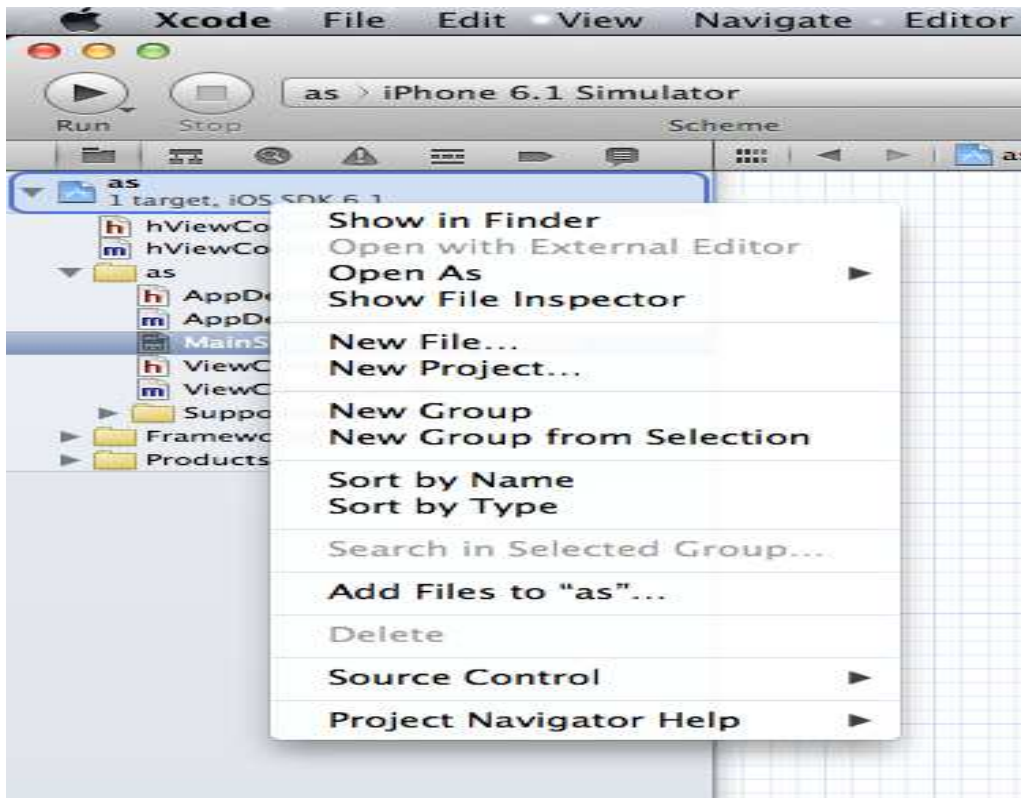 Xcode File Edit View Navigate Editor
as › iPhone 6.1 Simulator
Run Stop Scheme
as
1 target, iOS SDK 6.1
h hViewCo
m hViewCo
as
h AppDe
m AppDe
MainS
h ViewC
m ViewC
Suppo
Framewo
Products
Show in Finder
Open with External Editor
Open As
Show File Inspector
New File...
New Project...
New Group
New Group from Selection
Sort by Name
Sort by Type
Search in Selected Group...
Add Files to “as”...
Delete
Source Control
Project Navigator Help